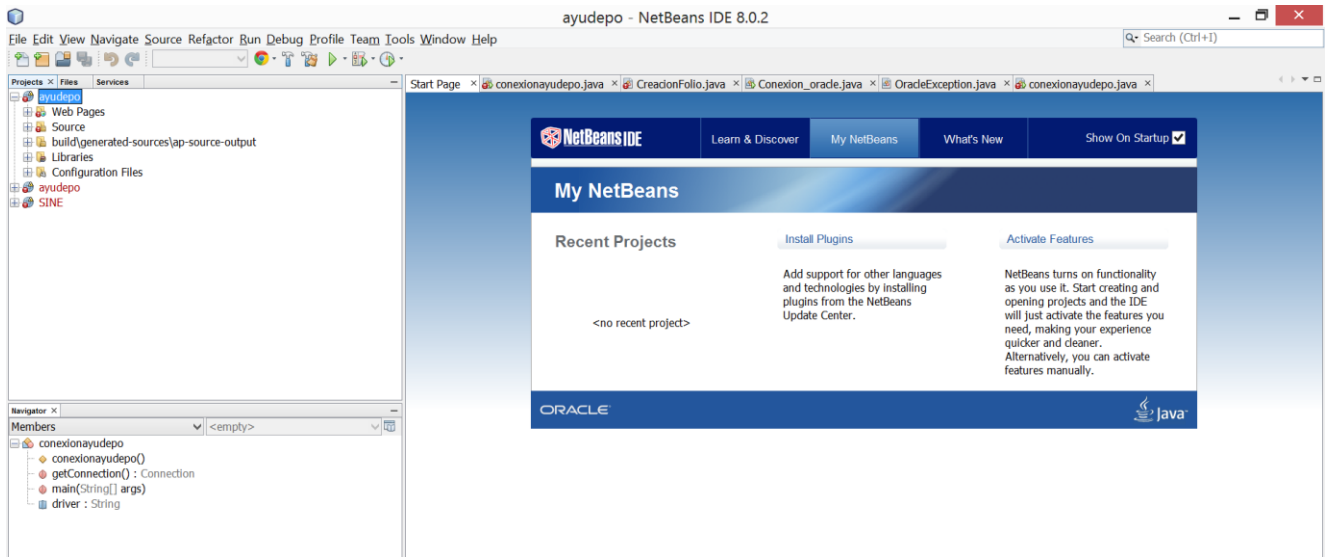 ayudepo - NetBeans IDE 8.0.2
File Edit View Navigate Source Refactor Run Debug Profile Team Tools Window Help
Search (Ctrl+I)
Projects Files Services
Start Page conexionayudepo.java CreacionFolio.java Conexion_oracle.java OracleException.java conexionayudepo.java
ayudepo
Web Pages
Source
build\generated-sources\ap-source-output
Libraries
Configuration Files
ayudepo
SINE
NetBeans IDE
Learn & Discover
My NetBeans
What's New
Show On Startup
My NetBeans
Recent Projects
<no recent project>
Install Plugins
Add support for other languages
and technologies by installing
plugins from the NetBeans
Update Center.
Activate Features
NetBeans turns on functionality
as you use it. Start creating and
opening projects and the IDE
will just activate the features you
need, making your experience
quicker and cleaner.
Alternatively, you can activate
features manually.
ORACLE
Java
Navigator
Members
<empty>
conexionayudepo
conexionayudepo()
getConnection() : Connection
main(String[] args)
driver : String